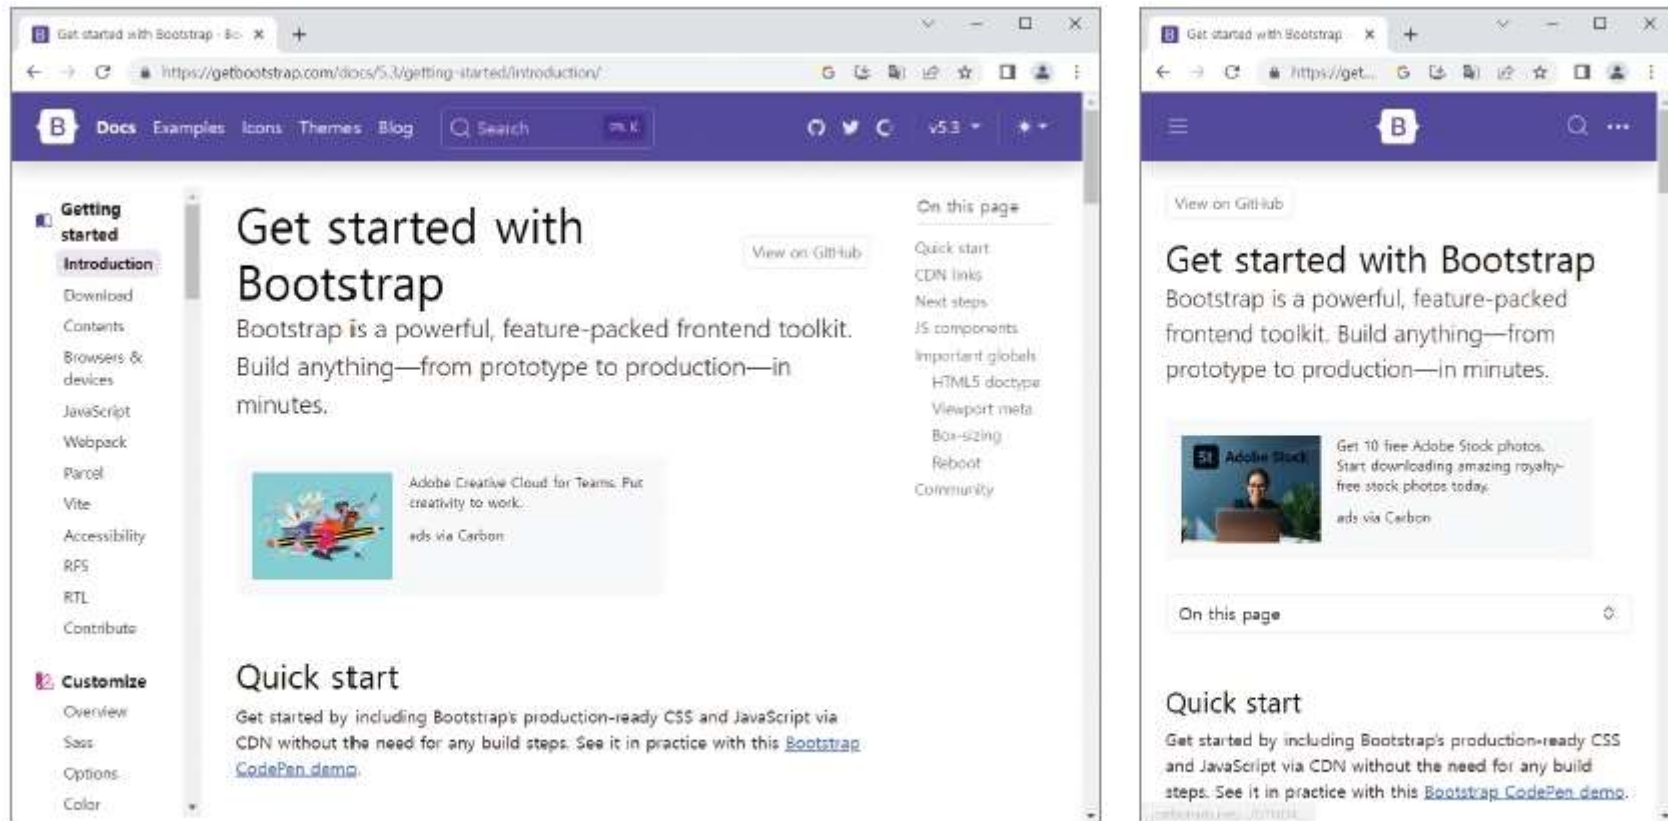 Get started with Bootstrap - Bo
https://getbootstrap.com/docs/5.3/getting-started/introduction/
B Docs Examples Icons Themes Blog Search K v5.3
Getting
started
Introduction
Download
Contents
Browsers &
devices
JavaScript
Webpack
Parcel
Vite
Accessibility
RFS
RTL
Contribute
Customize
Overview
Sass
Options
Color
Get started with
Bootstrap
View on GitHub
Bootstrap is a powerful, feature-packed frontend toolkit.
Build anything—from prototype to production—in
minutes.
Adobe Creative Cloud for Teams. Put
creativity to work.
ads via Carbon
Quick start
Get started by including Bootstrap's production-ready CSS and JavaScript via
CDN without the need for any build steps. See it in practice with this Bootstrap
CodePen demo.
On this page
Quick start
CDN links
Next steps
JS components
Important globals
HTML5 doctype
Viewport meta
Box-sizing
Reboot
Community
Get started with Bootstrap
https://get...
B
View on GitHub
Get started with Bootstrap
Bootstrap is a powerful, feature-packed
frontend toolkit. Build anything—from
prototype to production—in minutes.
St Adobe Stock
Get 10 free Adobe Stock photos.
Start downloading amazing royalty-
free stock photos today.
ads via Carbon
On this page
Quick start
Get started by including Bootstrap's production-ready CSS
and JavaScript via CDN without the need for any build
steps. See it in practice with this Bootstrap CodePen demo.